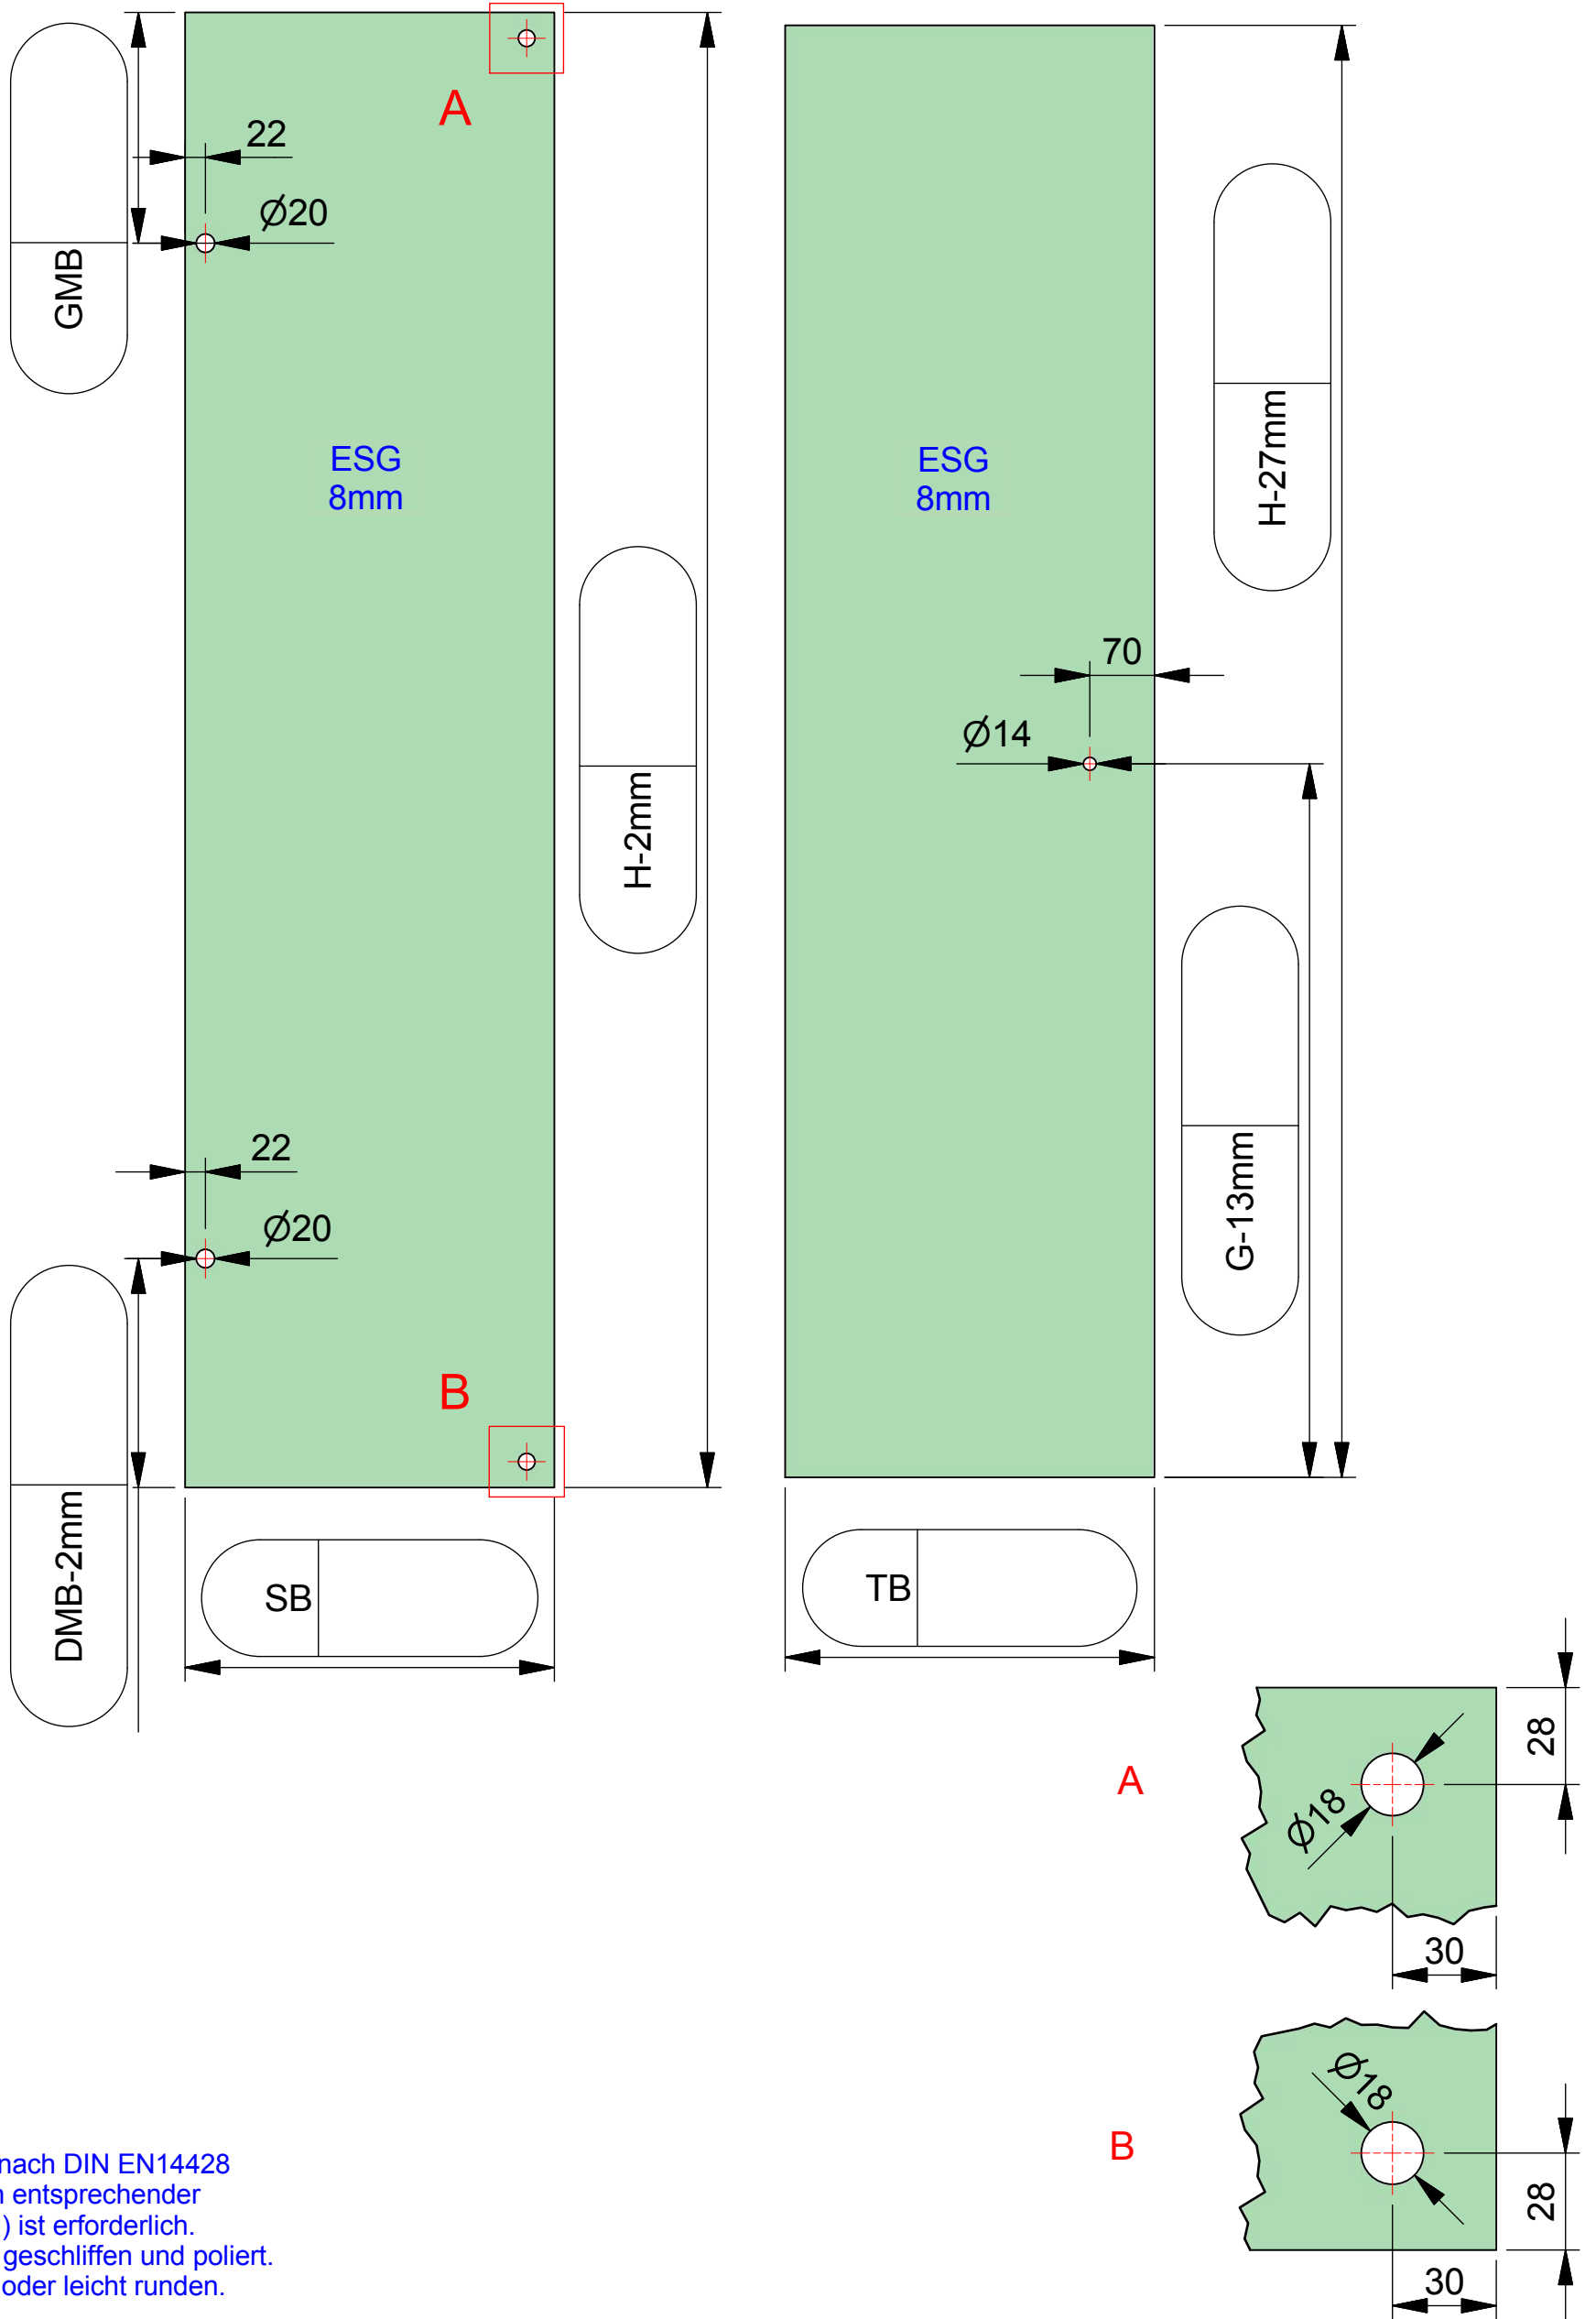 A
22
Ø20
GMB
ESG
8mm
H-2mm
22
Ø20
B
DMB-2mm
SB
ESG
8mm
H-27mm
70
Ø14
G-13mm
TB
A
Ø18
28
30
B
Ø18
28
30
nach DIN EN14428
entsprechender
) ist erforderlich.
geschliffen und poliert.
oder leicht runden.